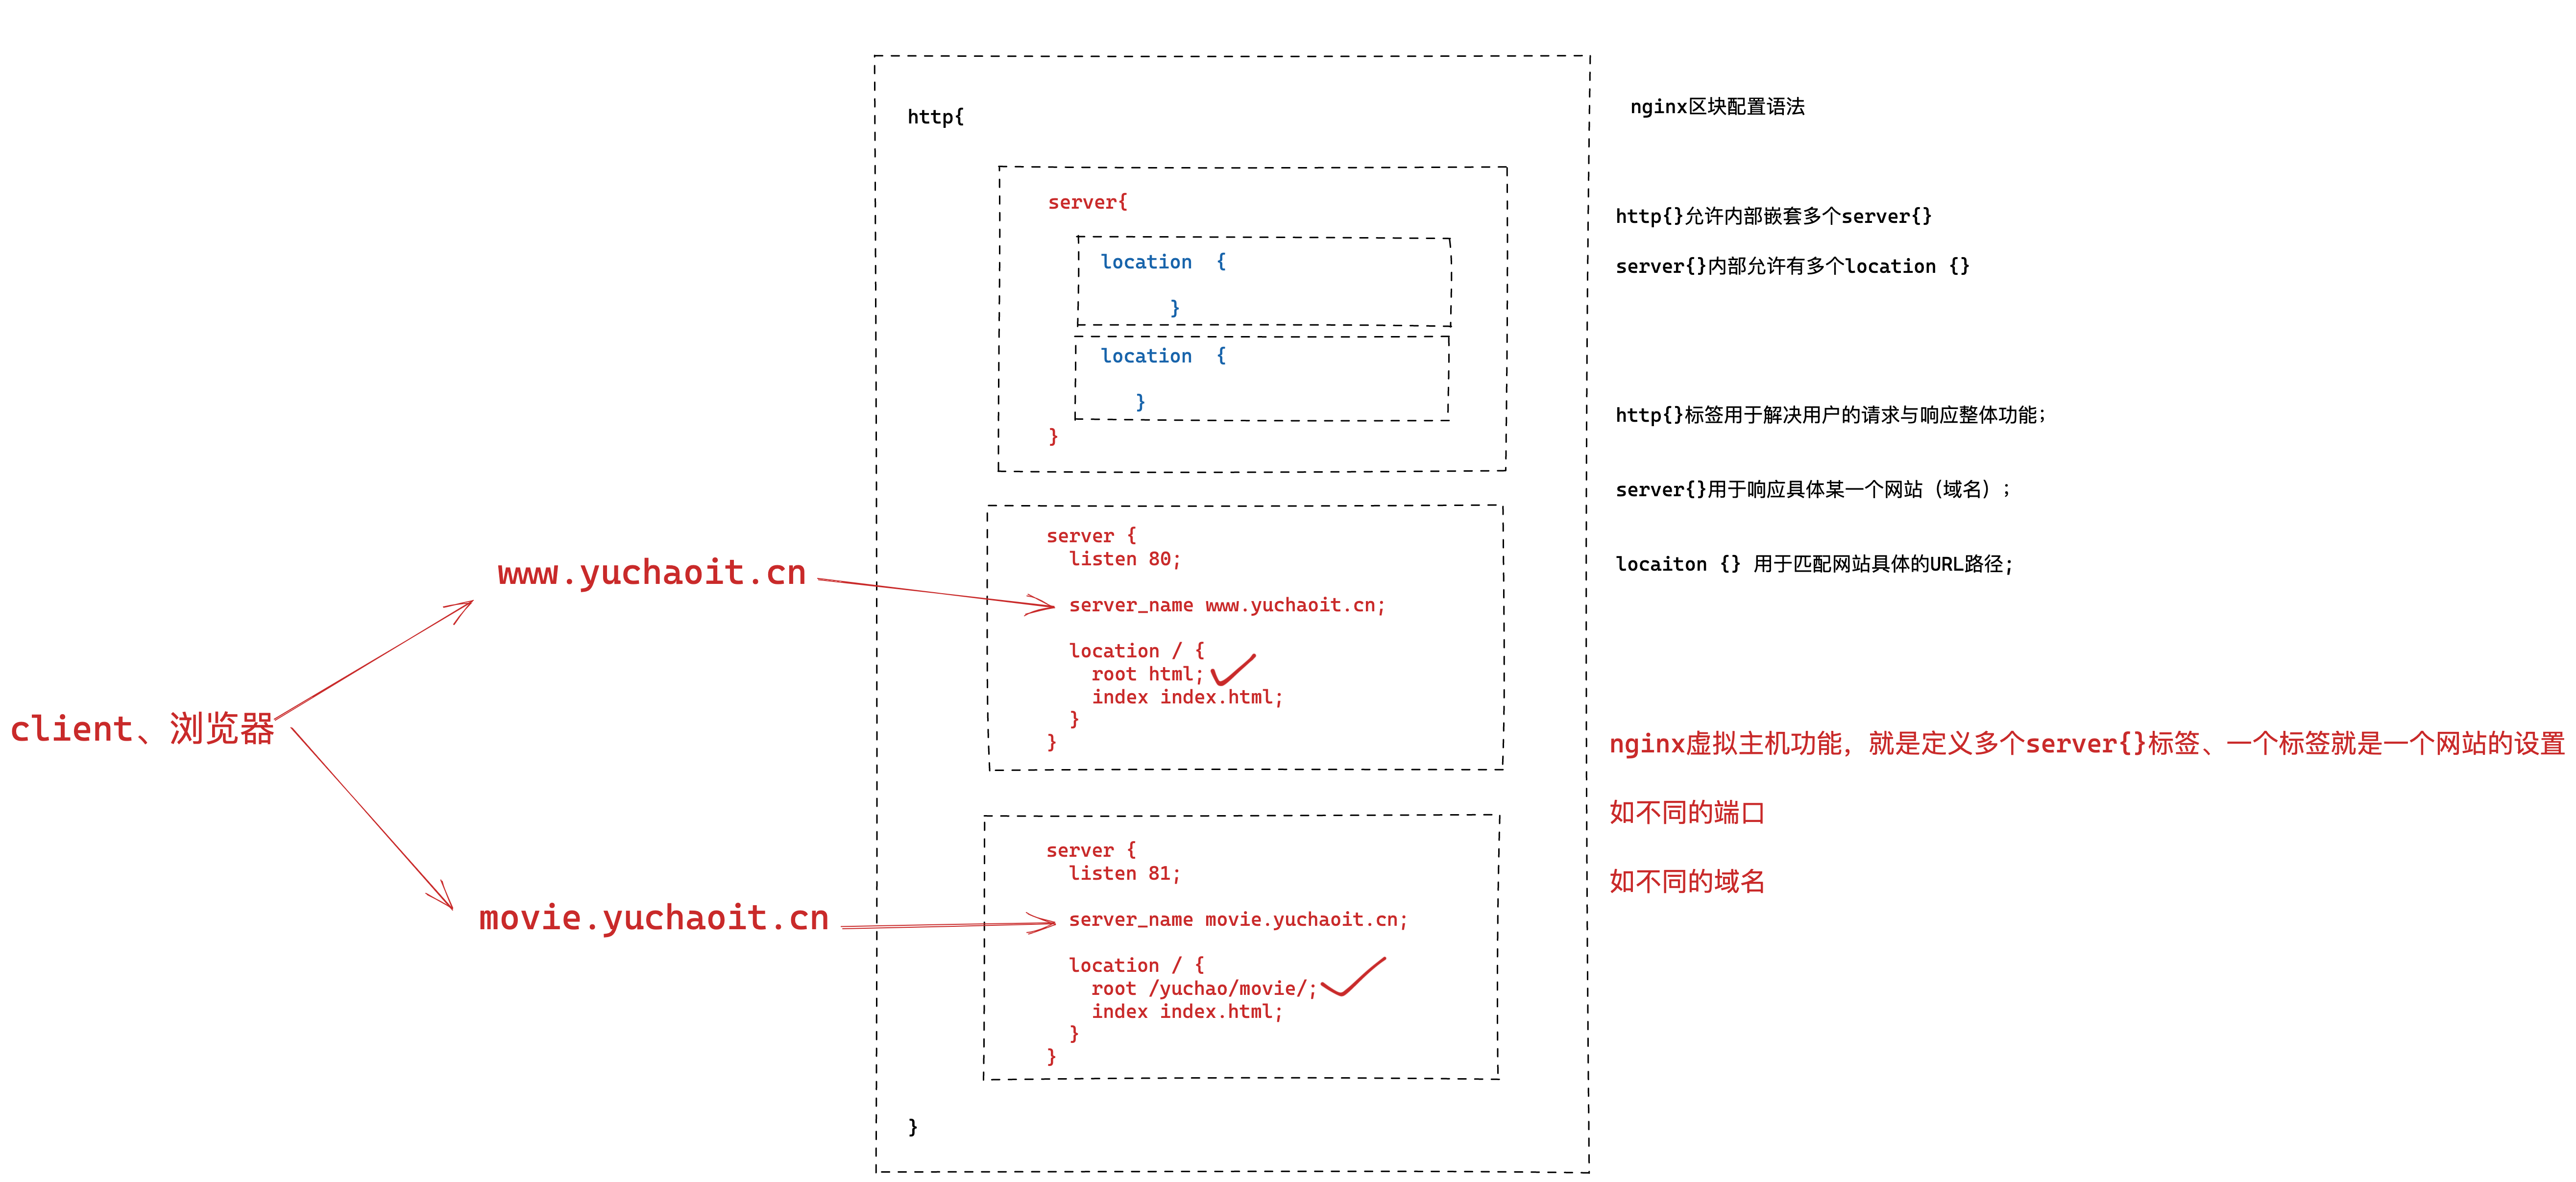 http{
server{
location  {
}
location  {
}
}
server {
listen 80;
server_name www.yuchaoit.cn;
location / {
root html;
index index.html;
}
}
server {
listen 81;
server_name movie.yuchaoit.cn;
location / {
root /yuchao/movie/;
index index.html;
}
}
}
client、浏览器
www.yuchaoit.cn
movie.yuchaoit.cn
nginx区块配置语法
http{}允许内部嵌套多个server{}
server{}内部允许有多个location {}
http{}标签用于解决用户的请求与响应整体功能；
server{}用于响应具体某一个网站（域名）；
locaiton {} 用于匹配网站具体的URL路径；
nginx虚拟主机功能，就是定义多个server{}标签、一个标签就是一个网站的设置
如不同的端口
如不同的域名